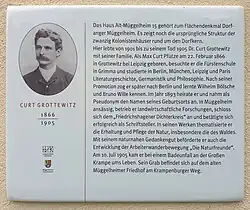 Das Haus Alt-Müggelheim 15 gehört zum Flächendenkmal Dorf-
anger Müggelheim. Es zeigt noch die ursprüngliche Struktur der
zwanzig Kolonistenhäuser rund um den Dorfkern.
Hier lebte von 1901 bis zu seinem Tod 1905 Dr. Curt Grottewitz
mit seiner Familie. Als Max Curt Pfütze am 22. Februar 1866
in Grottewitz bei Leipzig geboren, besuchte er die Fürstenschule
in Grimma und studierte in Berlin, München, Leipzig und Paris
Literaturgeschichte, Germanistik und Philosophie. Nach seiner
Promotion zog er später nach Berlin und lernte Wilhelm Bölsche
und Bruno Wille kennen. Im Jahr 1893 heiratete er und nahm als
Pseudonym den Namen seines Geburtsorts an. In Müggelheim
ansässig, betrieb er landwirtschaftliche Forschungen, schloss
sich dem „Friedrichshagener Dichterkreis" an und betätigte sich
erfolgreich als Schriftsteller. In seinen Werken thematisierte er
die Erhaltung und Pflege der Natur, insbesondere die des Waldes.
Mit seinem naturnahen Gedankengut beförderte er auch die
Entwicklung der Arbeiterwanderbewegung „Die Naturfreunde".
Am 16. Juli 1905 kam er bei einem Badeunfall an der Großen
Krampe ums Leben. Sein Grab befindet sich auf dem alten
Müggelheimer Friedhof am Krampenburger Weg.
CURT GROTTEWITZ
1866
1905